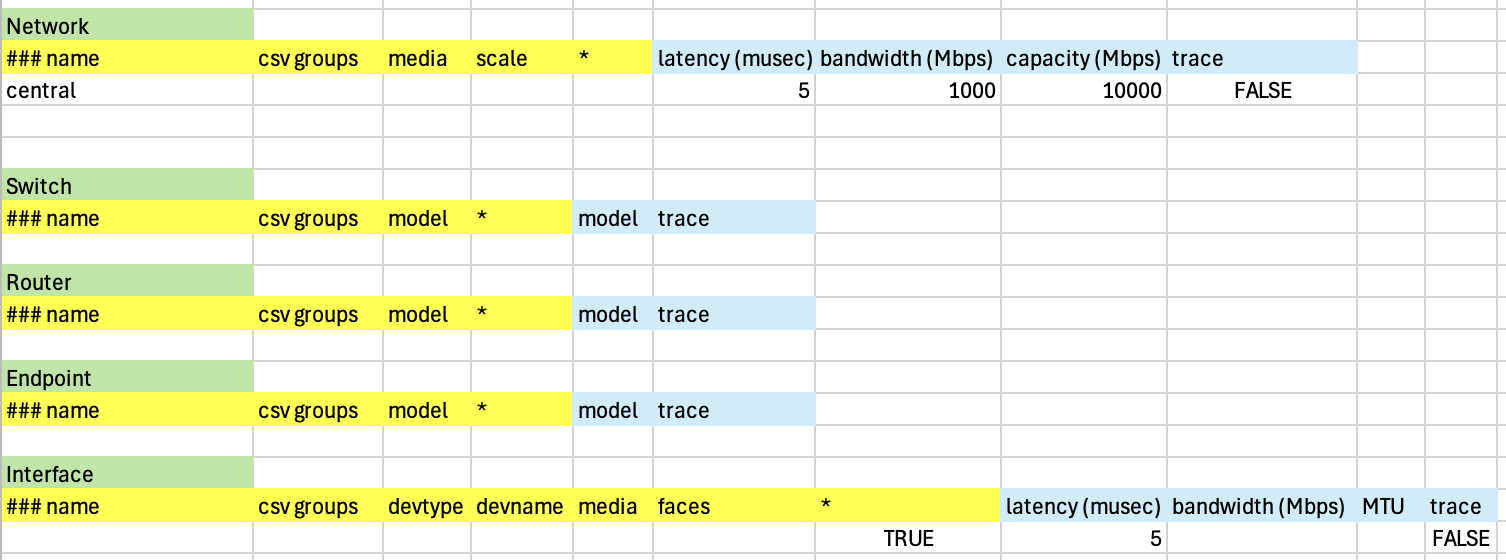 Network
### name csv groups media scale * latency (musec) bandwidth (Mbps) capacity (Mbps) trace
central 5 1000 10000 FALSE
Switch
### name csv groups model * model trace
Router
### name csv groups model * model trace
Endpoint
### name csv groups model * model trace
Interface
### name csv groups devtype devname media faces * latency (musec) bandwidth (Mbps) MTU trace
TRUE 5 FALSE